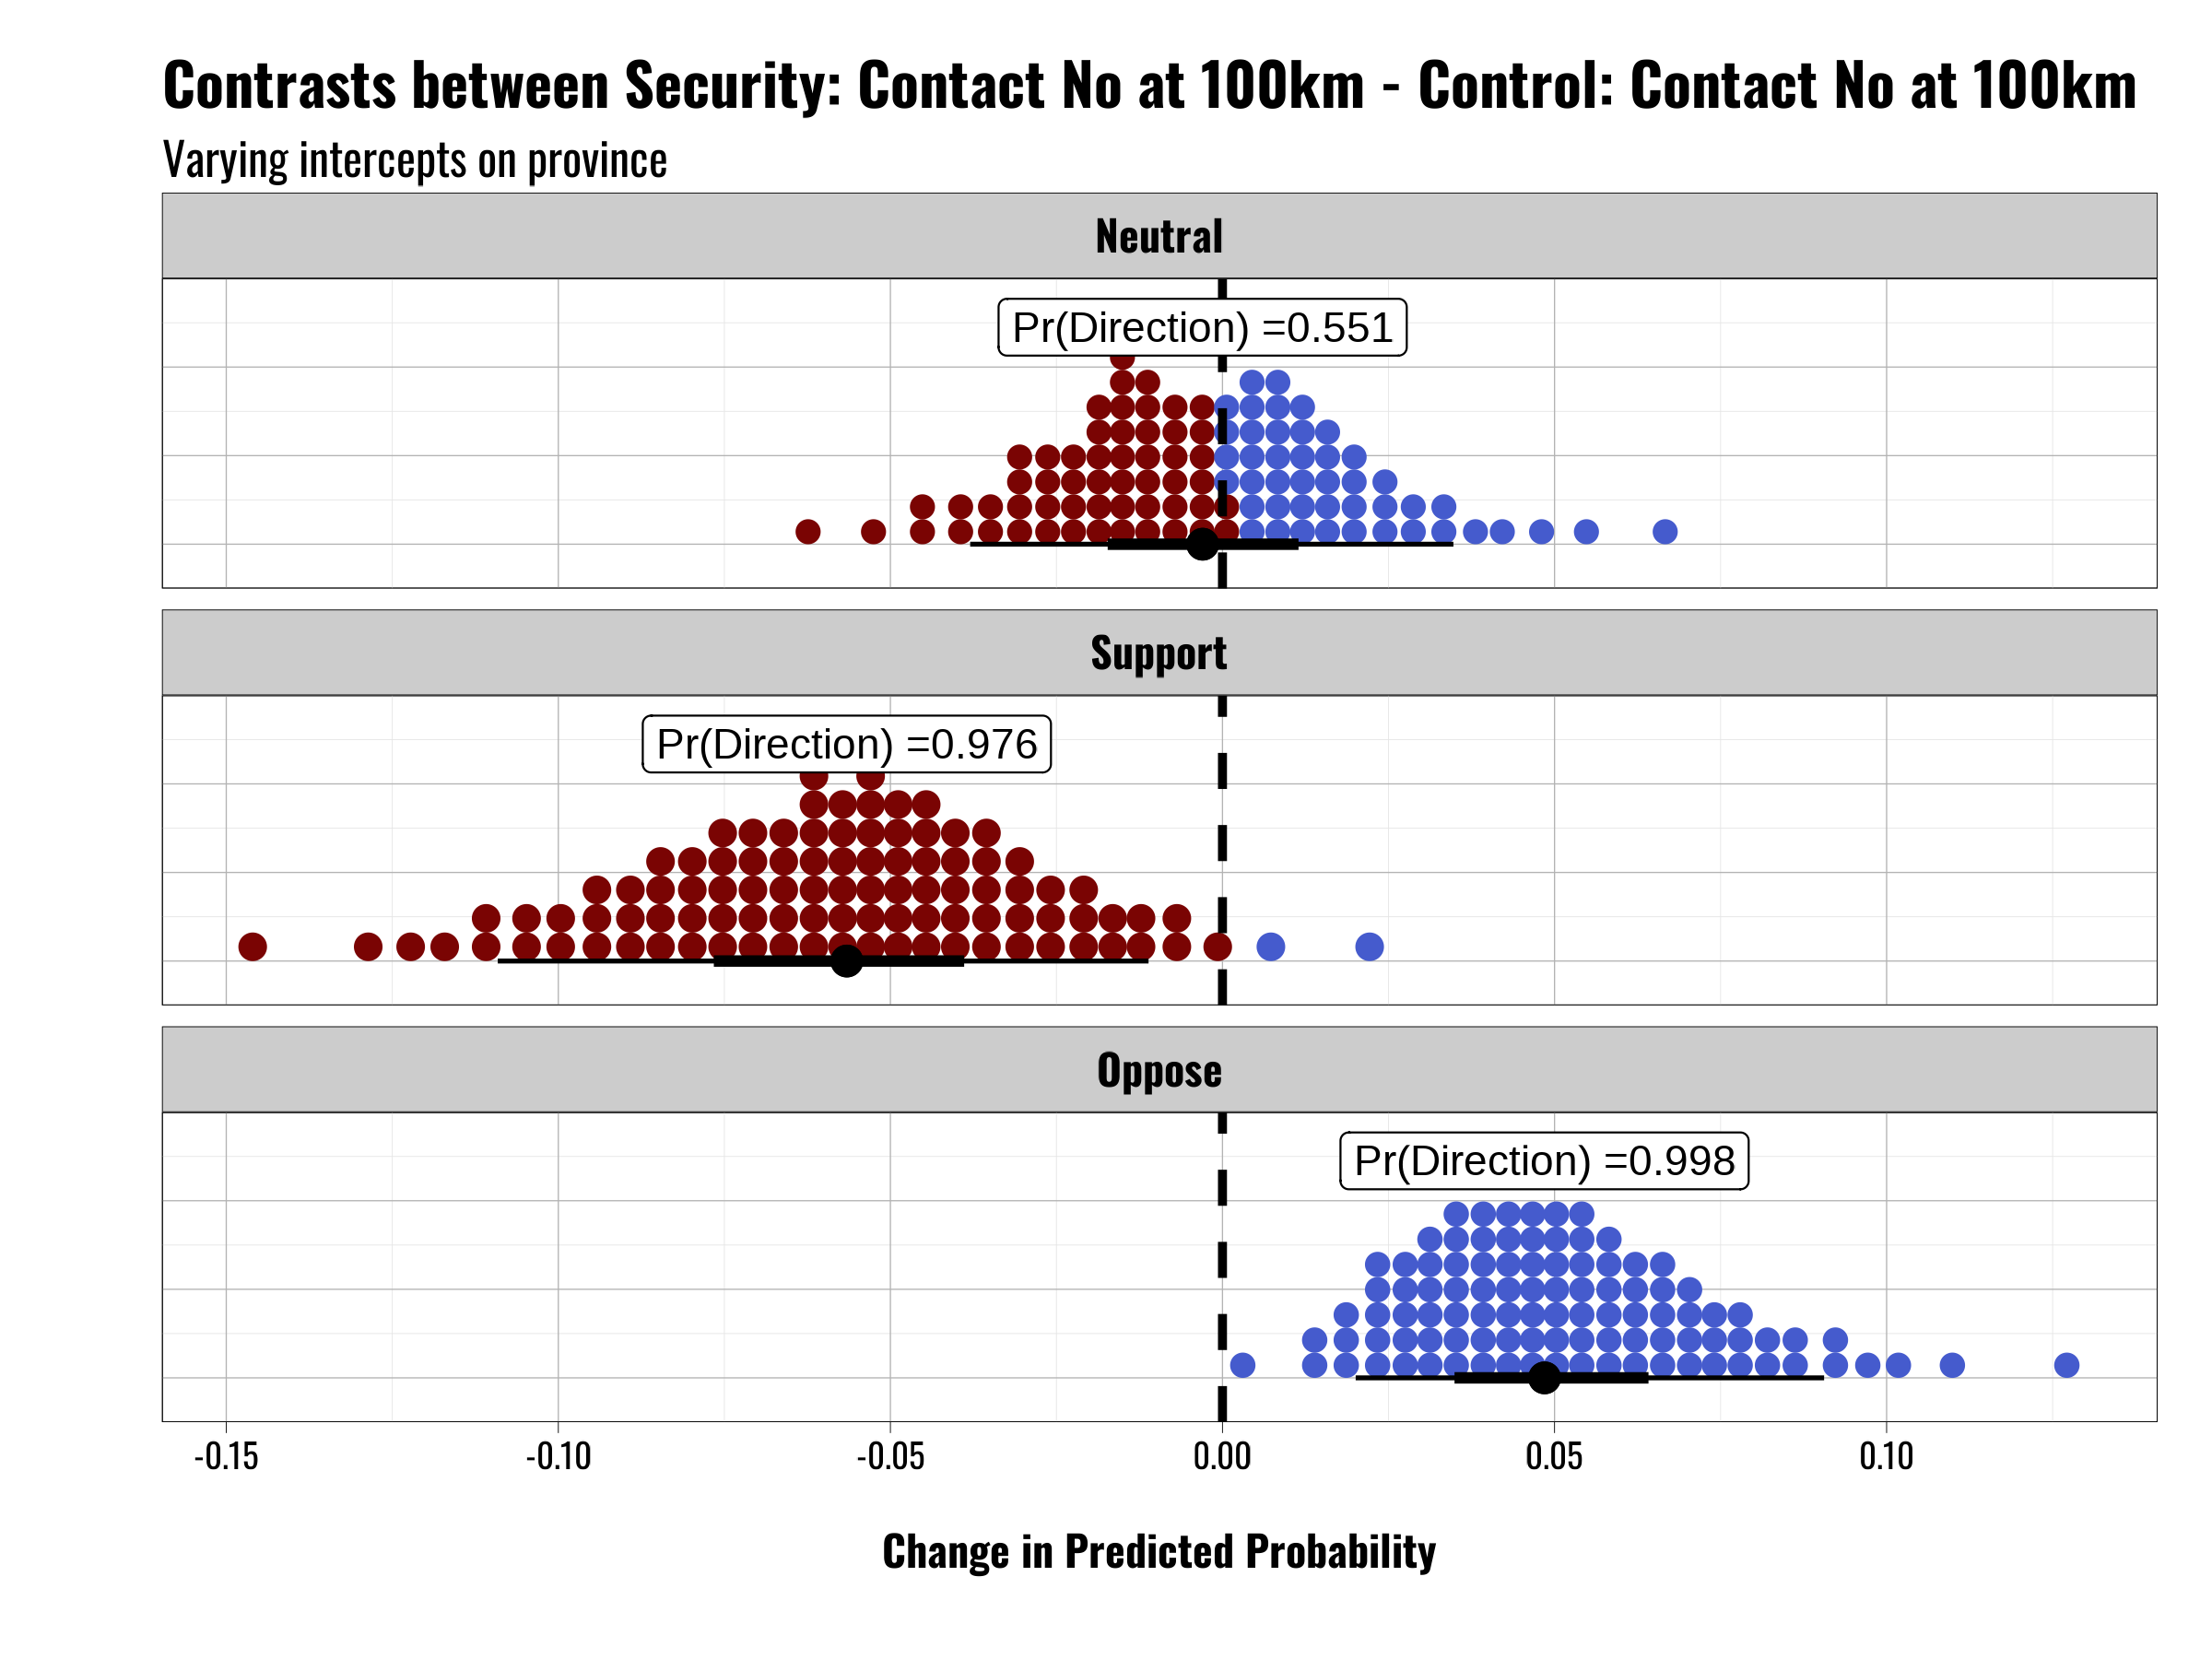 Contrasts between Security: Contact No at 100km - Control: Contact No at 100km
Varying intercepts on province
Neutral
Pr(Direction) =0.551
Support
Pr(Direction) =0.976
Oppose
Pr(Direction) =0.998
-0.15 -0.10 -0.05 0.00 0.05 0.10
Change in Predicted Probability